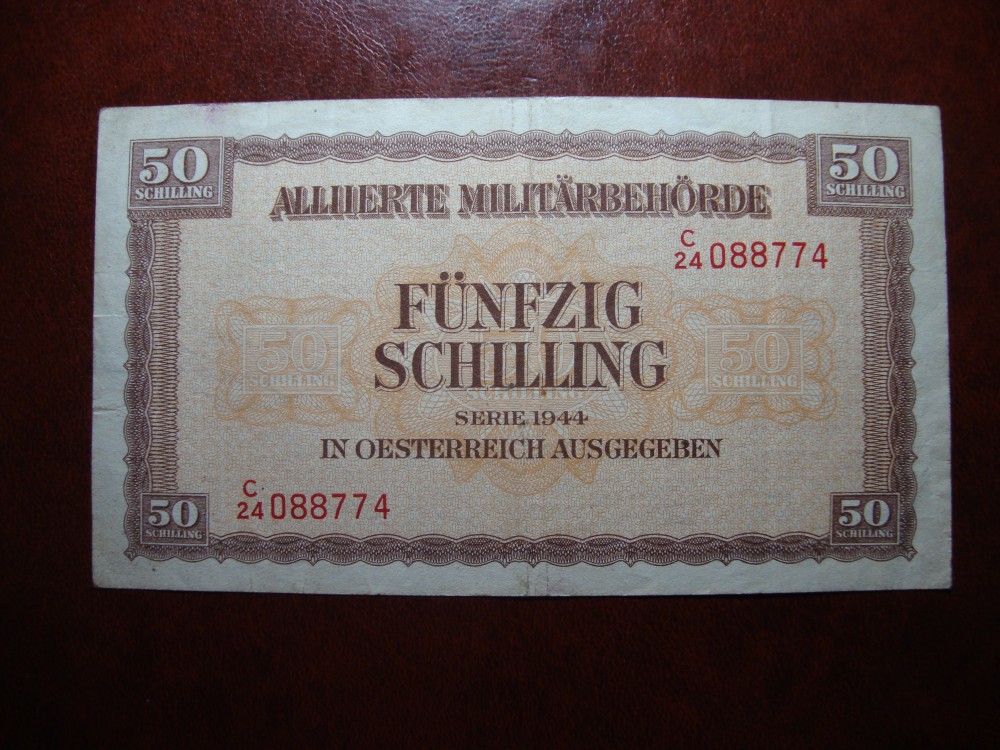 50
SCHILLING
50
SCHILLING
ALLIIERTE MILITÄRBEHÖRDE
C
24 088774
FÜNFZIG
SCHILLING
50
SCHILLING
50
SCHILLING
SCHILLING
SERIE 1944
IN OESTERREICH AUSGEGEBEN
C
24 088774
50
SCHILLING
50
SCHILLING